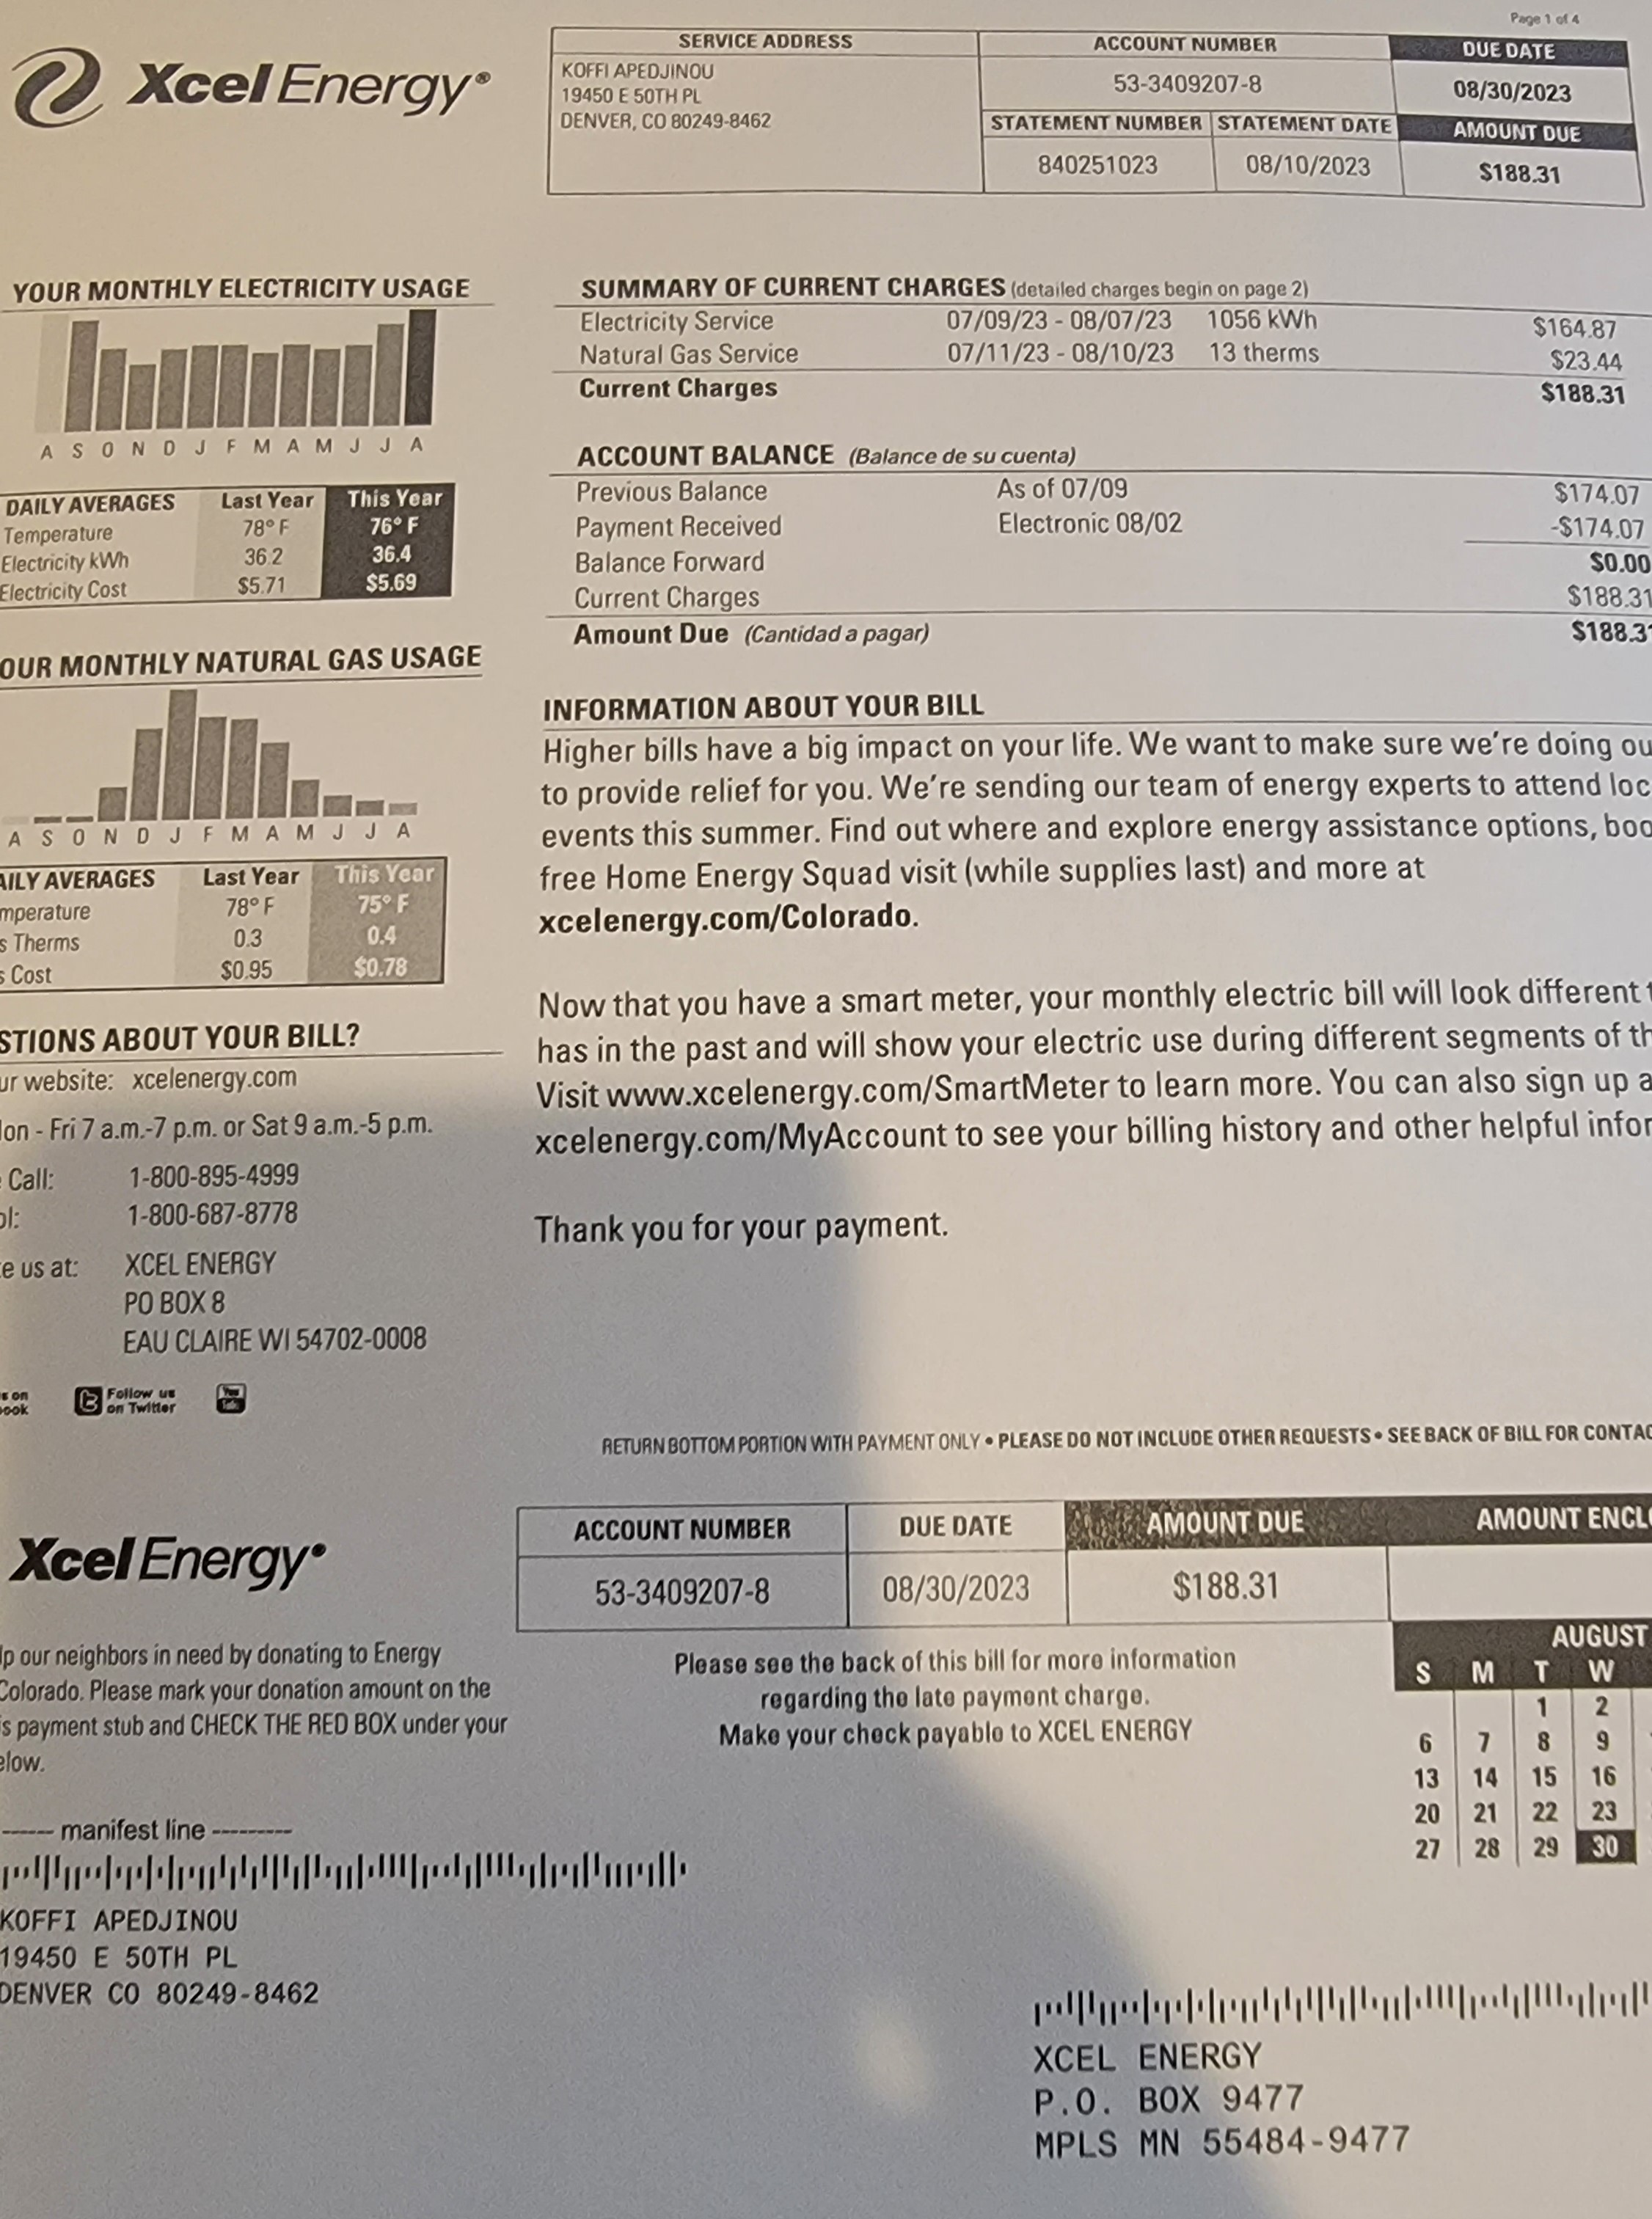 Page 1 of 4
Xcel Energy®
SERVICE ADDRESS
KOFFI APEDJINOU
19450 E 50TH PL
DENVER, CO 80249-8462
ACCOUNT NUMBER
53-3409207-8
DUE DATE
08/30/2023
STATEMENT NUMBER STATEMENT DATE
840251023 08/10/2023
AMOUNT DUE
$188.31
YOUR MONTHLY ELECTRICITY USAGE
A S O N D J F M A M J J A
DAILY AVERAGES Last Year This Year
Temperature 78° F 76° F
Electricity kWh 36.2 36.4
Electricity Cost $5.71 $5.69
OUR MONTHLY NATURAL GAS USAGE
A S O N D J F M A M J J A
AILY AVERAGES Last Year This Year
mperature 78° F 75° F
s Therms 0.3 0.4
s Cost $0.95 $0.78
STIONS ABOUT YOUR BILL?
ur website: xcelenergy.com
on - Fri 7 a.m.-7 p.m. or Sat 9 a.m.-5 p.m.
Call: 1-800-895-4999
ol: 1-800-687-8778
e us at: XCEL ENERGY
PO BOX 8
EAU CLAIRE WI 54702-0008
s on
ook
Follow us
on Twitter
You
Tube
SUMMARY OF CURRENT CHARGES (detailed charges begin on page 2)
Electricity Service 07/09/23 - 08/07/23 1056 kWh $164.87
Natural Gas Service 07/11/23 - 08/10/23 13 therms $23.44
Current Charges $188.31
ACCOUNT BALANCE (Balance de su cuenta)
Previous Balance As of 07/09 $174.07
Payment Received Electronic 08/02 -$174.07
Balance Forward $0.00
Current Charges $188.31
Amount Due (Cantidad a pagar) $188.3
INFORMATION ABOUT YOUR BILL
Higher bills have a big impact on your life. We want to make sure we're doing ou
to provide relief for you. We're sending our team of energy experts to attend loc
events this summer. Find out where and explore energy assistance options, boo
free Home Energy Squad visit (while supplies last) and more at
xcelenergy.com/Colorado.
Now that you have a smart meter, your monthly electric bill will look different t
has in the past and will show your electric use during different segments of th
Visit www.xcelenergy.com/SmartMeter to learn more. You can also sign up a
xcelenergy.com/MyAccount to see your billing history and other helpful infor
Thank you for your payment.
RETURN BOTTOM PORTION WITH PAYMENT ONLY • PLEASE DO NOT INCLUDE OTHER REQUESTS • SEE BACK OF BILL FOR CONTAC
Xcel Energy®
ACCOUNT NUMBER DUE DATE AMOUNT DUE AMOUNT ENCL
53-3409207-8 08/30/2023 $188.31
lp our neighbors in need by donating to Energy
Colorado. Please mark your donation amount on the
is payment stub and CHECK THE RED BOX under your
elow.
Please see the back of this bill for more information
regarding the late payment charge.
Make your check payable to XCEL ENERGY
AUGUST
S M T W
1 2
6 7 8 9
13 14 15 16
20 21 22 23
27 28 29 30
------ manifest line ---------
KOFFI APEDJINOU
19450 E 50TH PL
DENVER CO 80249-8462
XCEL ENERGY
P.O. BOX 9477
MPLS MN 55484-9477